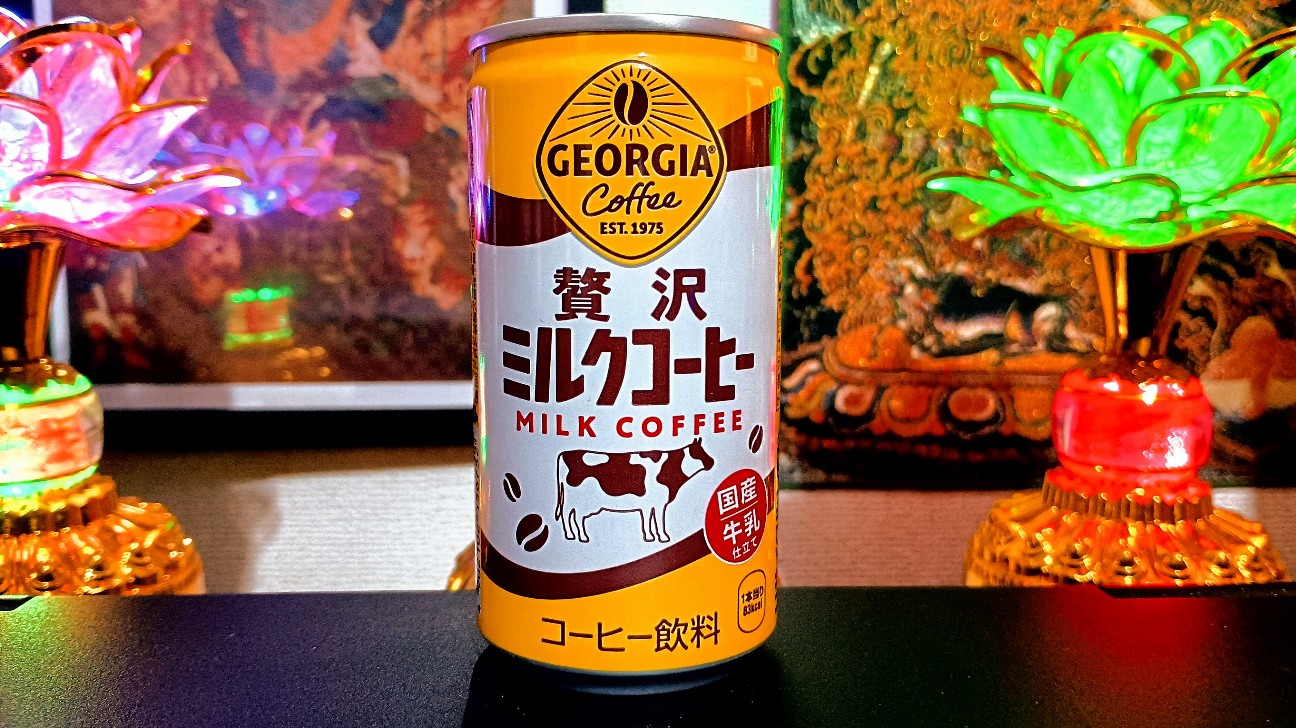 GEORGIA®
Coffee
EST. 1975
贅沢
ミルクコーヒー
MILK COFFEE
国産
牛乳
仕立て
1本当り
83kcal
コーヒー飲料